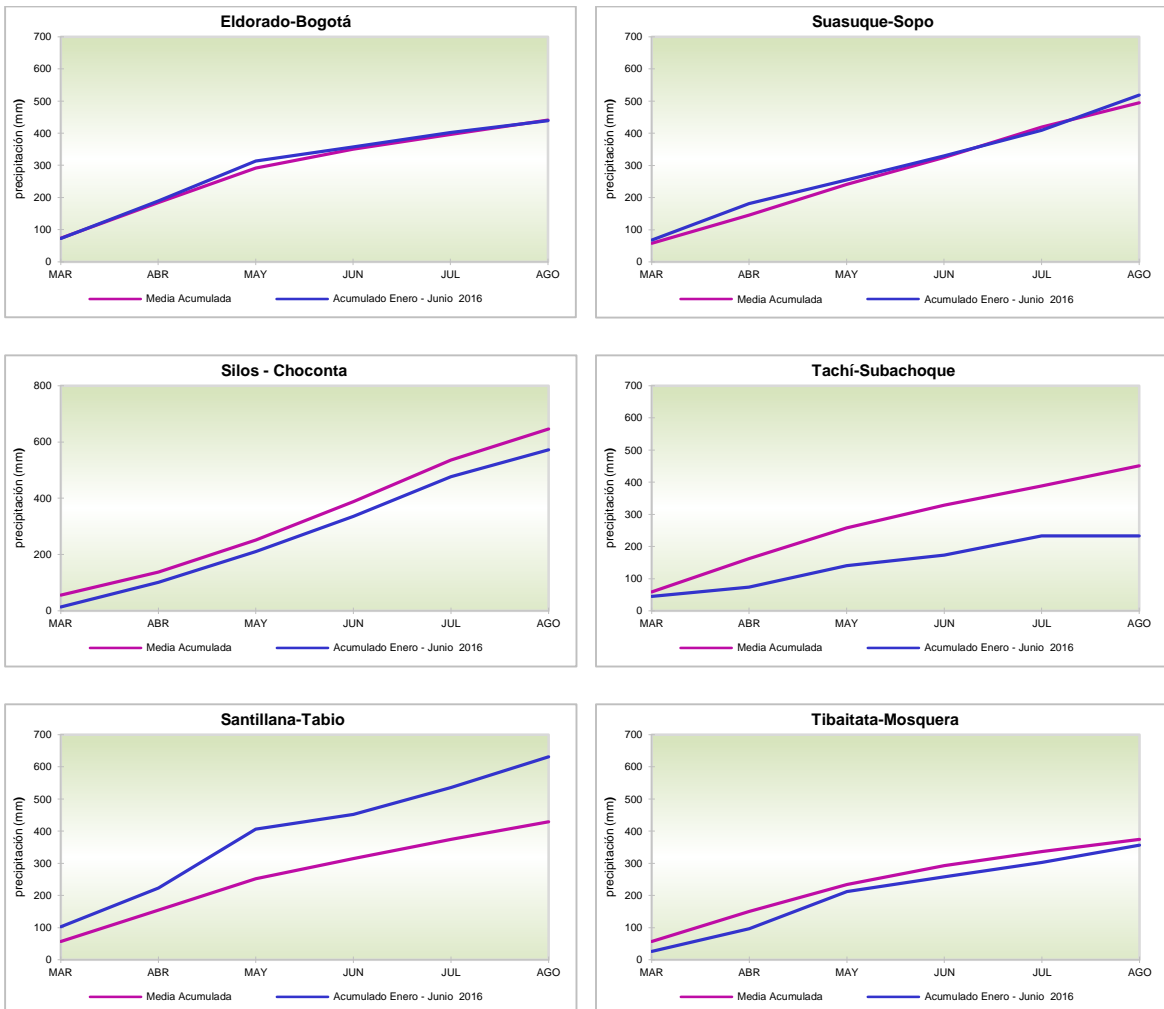 Eldorado-Bogotá
700
600
500
400
300
200
100
0
precipitación (mm)
MAR ABR MAY JUN JUL AGO
Media Acumulada Acumulado Enero - Junio 2016
Suasuque-Sopo
700
600
500
400
300
200
100
0
precipitación (mm)
MAR ABR MAY JUN JUL AGO
Media Acumulada Acumulado Enero - Junio 2016
Silos - Choconta
800
600
400
200
0
precipitación (mm)
MAR ABR MAY JUN JUL AGO
Media Acumulada Acumulado Enero - Junio 2016
Tachí-Subachoque
700
600
500
400
300
200
100
0
precipitación (mm)
MAR ABR MAY JUN JUL AGO
Media Acumulada Acumulado Enero - Junio 2016
Santillana-Tabio
700
600
500
400
300
200
100
0
precipitación (mm)
MAR ABR MAY JUN JUL AGO
Media Acumulada Acumulado Enero - Junio 2016
Tibaitata-Mosquera
700
600
500
400
300
200
100
0
precipitación (mm)
MAR ABR MAY JUN JUL AGO
Media Acumulada Acumulado Enero - Junio 2016